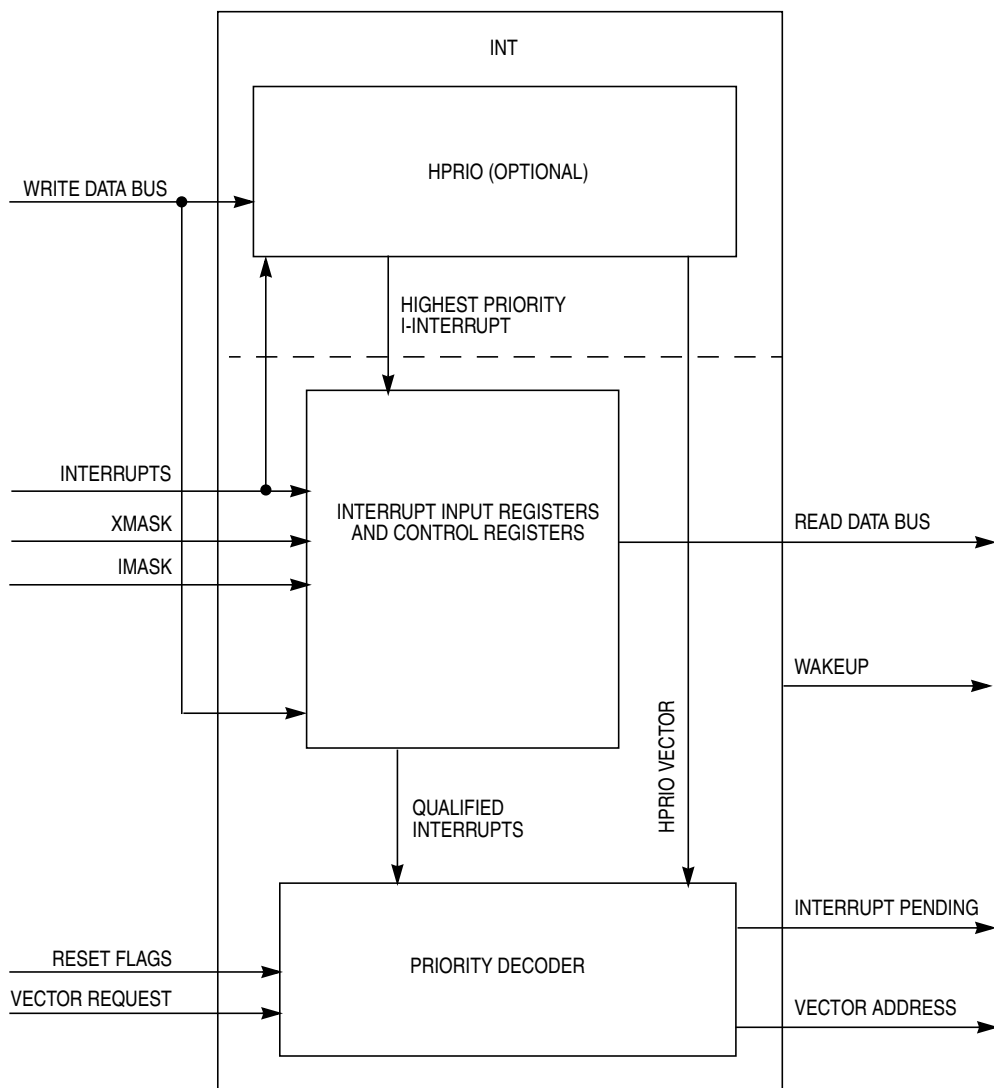 INT
HPRIO (OPTIONAL)
WRITE DATA BUS
HIGHEST PRIORITY
I-INTERRUPT
INTERRUPTS
XMASK
IMASK
INTERRUPT INPUT REGISTERS
AND CONTROL REGISTERS
READ DATA BUS
WAKEUP
HPRIO VECTOR
QUALIFIED
INTERRUPTS
INTERRUPT PENDING
RESET FLAGS
PRIORITY DECODER
VECTOR REQUEST
VECTOR ADDRESS